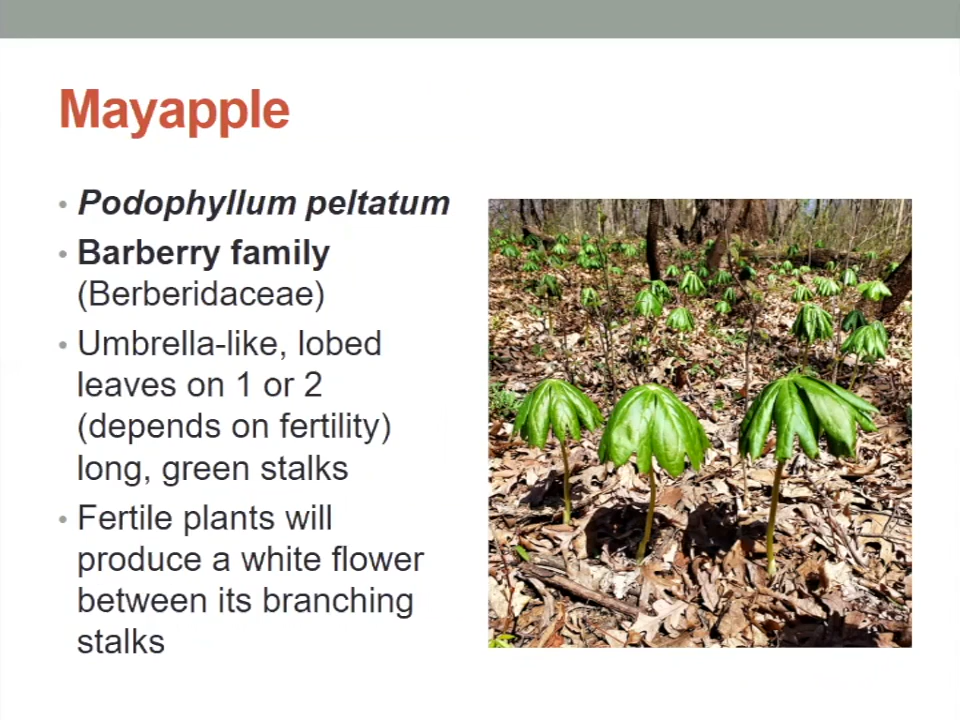 Mayapple
• Podophyllum peltatum
• Barberry family
(Berberidaceae)
• Umbrella-like, lobed
leaves on 1 or 2
(depends on fertility)
long, green stalks
• Fertile plants will
produce a white flower
between its branching
stalks